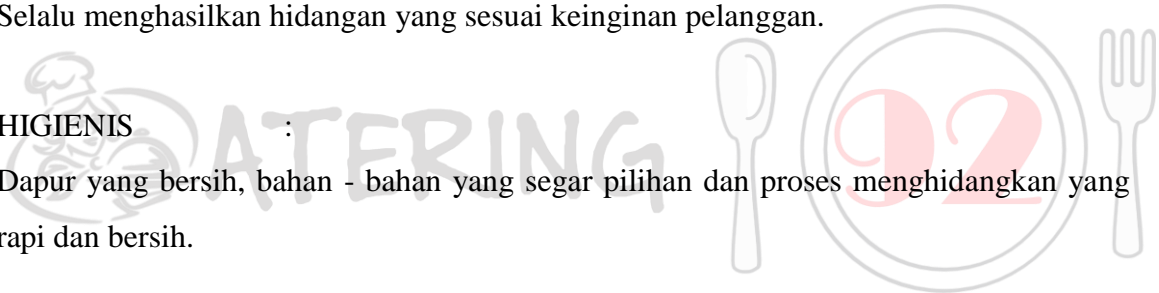 Selalu menghasilkan hidangan yang sesuai keinginan pelanggan.
HIGIENIS :
Dapur yang bersih, bahan - bahan yang segar pilihan dan proses menghidangkan yang
rapi dan bersih.
ATERING 92